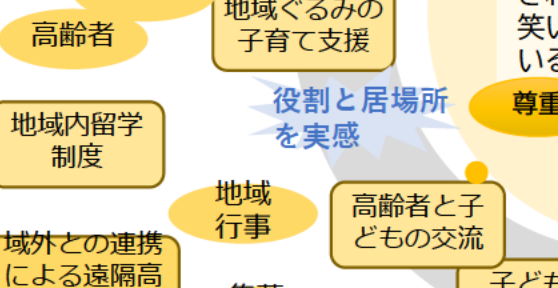 高齢者
地域ぐるみの
子育て支援
笑い
いる
役割と居場所
を実感
尊重
地域内留学
制度
地域
行事
高齢者と子
どもの交流
域外との連携
による遠隔高
子ども